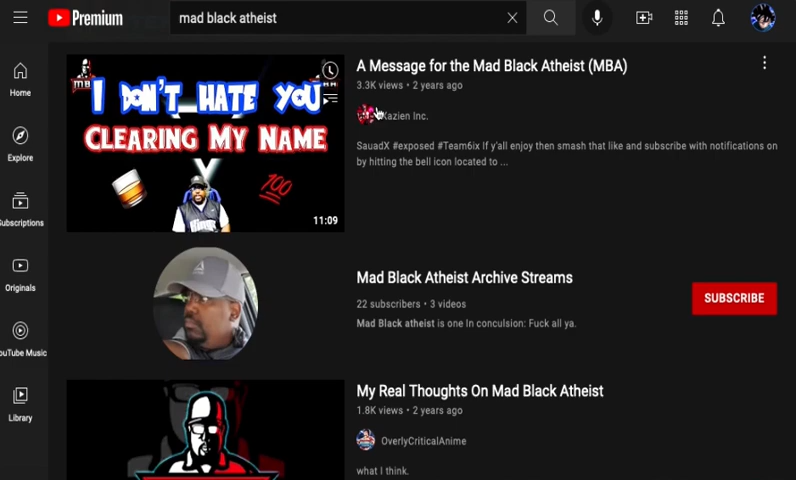 Premium
mad black atheist
Home
Explore
Subscriptions
Originals
YouTube Music
Library
I DON'T HATE YOU
CLEARING MY NAME
100
11:09
A Message for the Mad Black Atheist (MBA)
3.3K views • 2 years ago
Kazien Inc.
SauadX #exposed #Team6ix If y'all enjoy then smash that like and subscribe with notifications on
by hitting the bell icon located to ...
Mad Black Atheist Archive Streams
22 subscribers • 3 videos
Mad Black atheist is one In conculsion: Fuck all ya.
SUBSCRIBE
My Real Thoughts On Mad Black Atheist
1.8K views • 2 years ago
OverlyCriticalAnime
what I think.